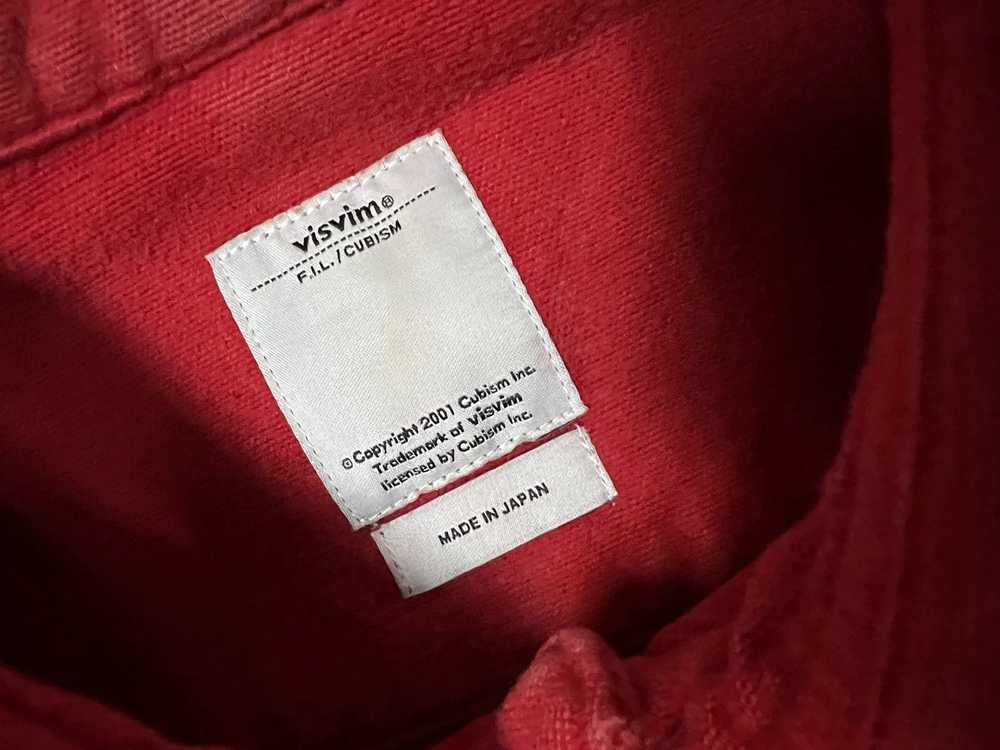 visvim®
F.I.L./CUBISM
©Copyright 2001 Cubism Inc.
Trademark of visvim
licensed by Cubism Inc.
MADE IN JAPAN